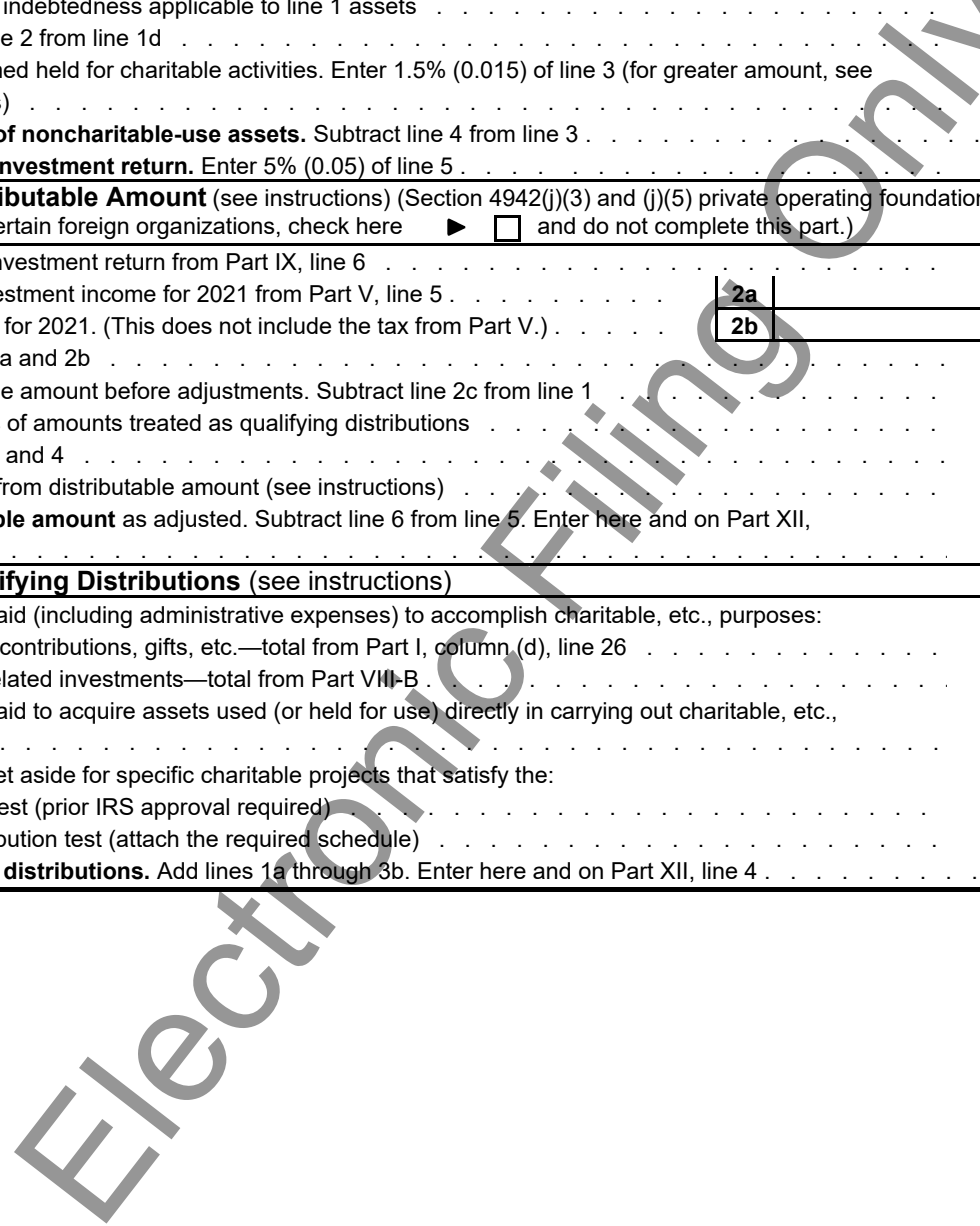 indebtedness applicable to line 1 assets . . . . . . . . . . . . . . . . . . . .
e 2 from line 1d . . . . . . . . . . . . . . . . . . . . . . . . . . . . . .
ned held for charitable activities. Enter 1.5% (0.015) of line 3 (for greater amount, see
s) . . . . . . . . . . . . . . . . . . . . . . . . . . . . . . . . . . . .
of noncharitable-use assets. Subtract line 4 from line 3 . . . . . . . . . . . . . . . .
nvestment return. Enter 5% (0.05) of line 5 . . . . . . . . . . . . . . . . . . . . .
ibutable Amount (see instructions) (Section 4942(j)(3) and (j)(5) private operating foundation
ertain foreign organizations, check here ▶ ☐ and do not complete this part.)
nvestment return from Part IX, line 6 . . . . . . . . . . . . . . . . . . . . . .
estment income for 2021 from Part V, line 5 . . . . . . . . . 2a
for 2021. (This does not include the tax from Part V.) . . . . . 2b
a and 2b . . . . . . . . . . . . . . . . . . . . . . . . . . . . . . . . .
e amount before adjustments. Subtract line 2c from line 1 . . . . . . . . . . . . .
s of amounts treated as qualifying distributions . . . . . . . . . . . . . . . . . .
and 4 . . . . . . . . . . . . . . . . . . . . . . . . . . . . . . . . . .
from distributable amount (see instructions) . . . . . . . . . . . . . . . . . . .
ble amount as adjusted. Subtract line 6 from line 5. Enter here and on Part XII,
. . . . . . . . . . . . . . . . . . . . . . . . . . . . . . . . . . . . .
ifying Distributions (see instructions)
aid (including administrative expenses) to accomplish charitable, etc., purposes:
contributions, gifts, etc.—total from Part I, column (d), line 26 . . . . . . . . . . . .
elated investments—total from Part VIII-B . . . . . . . . . . . . . . . . . . . . .
aid to acquire assets used (or held for use) directly in carrying out charitable, etc.,
. . . . . . . . . . . . . . . . . . . . . . . . . . . . . . . . . . . . .
et aside for specific charitable projects that satisfy the:
est (prior IRS approval required) . . . . . . . . . . . . . . . . . . . . . . .
bution test (attach the required schedule) . . . . . . . . . . . . . . . . . . . .
distributions. Add lines 1a through 3b. Enter here and on Part XII, line 4 . . . . . . . . .
Electronic Filing Only